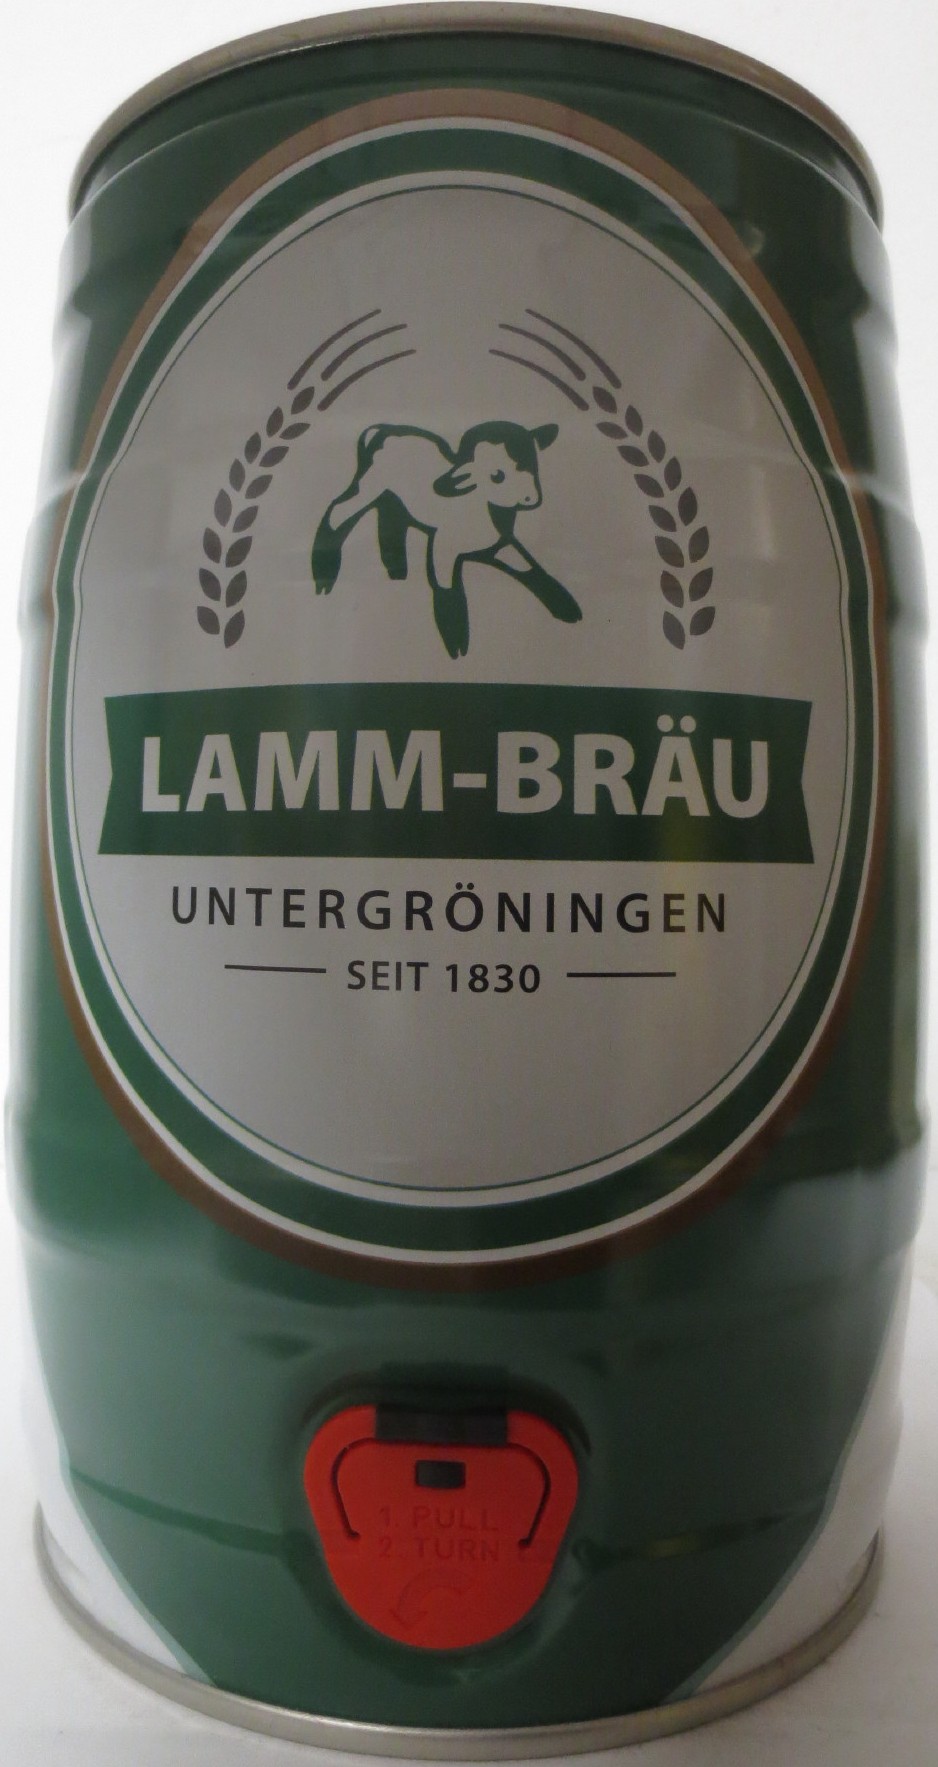 LAMM-BRÄU
UNTERGRÖNINGEN
SEIT 1830
1. PULL
2. TURN